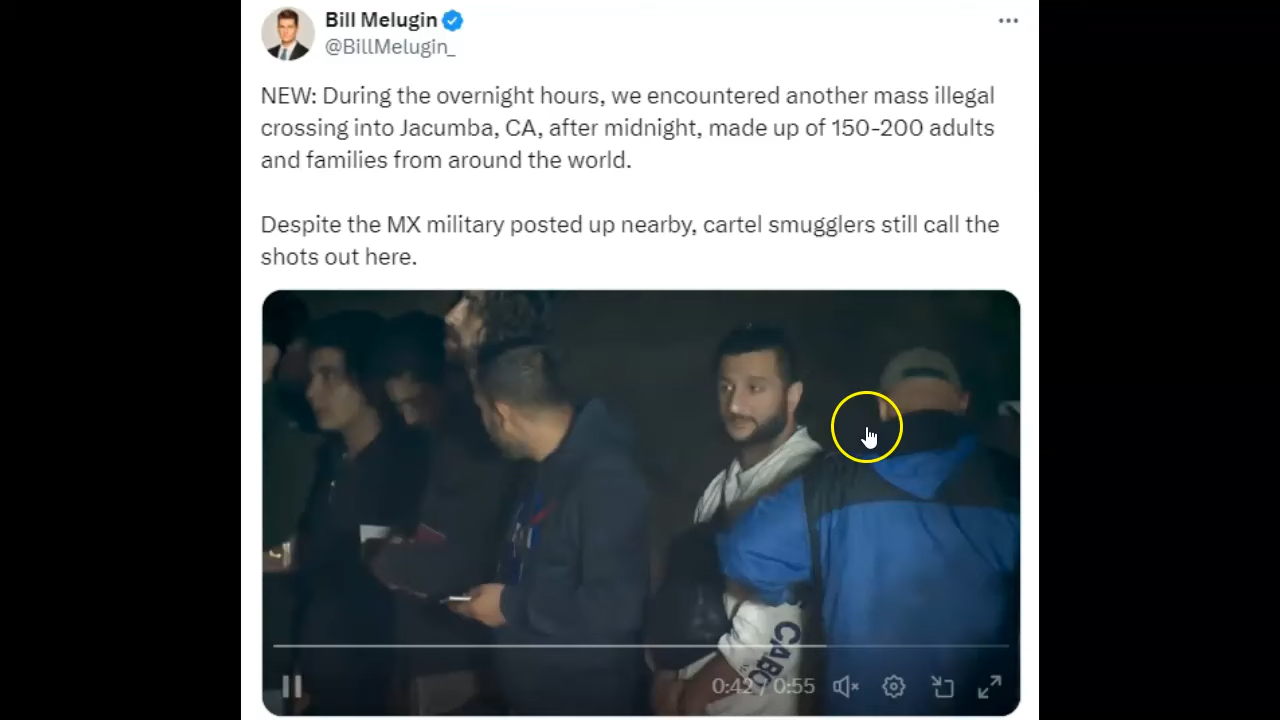 Bill Melugin
@BillMelugin_
NEW: During the overnight hours, we encountered another mass illegal
crossing into Jacumba, CA, after midnight, made up of 150-200 adults
and families from around the world.
Despite the MX military posted up nearby, cartel smugglers still call the
shots out here.
CABO
0:42 / 0:55